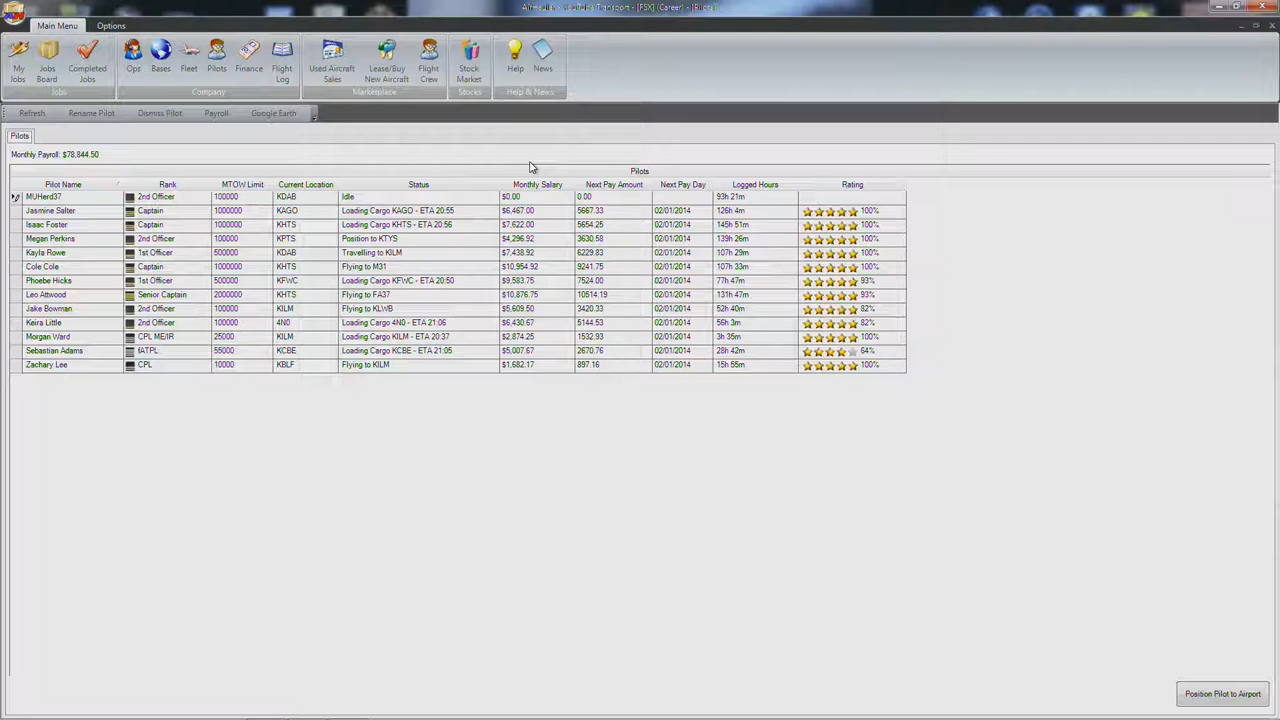 Transport - [FSX] (Career) - [Pilots]
Main Menu Options
My Jobs
Jobs Board
Completed Jobs
Ops
Bases
Fleet
Pilots
Finance
Flight Log
Used Aircraft Sales
Lease/Buy New Aircraft
Flight Crew
Stock Market
Help
News
Jobs Company Marketplace Stocks Help & News
Refresh Rename Pilot Dismiss Pilot Payroll Google Earth
Pilots
Monthly Payroll: $78,844.50
Pilots
Pilot Name Rank MTOW Limit Current Location Status Monthly Salary Next Pay Amount Next Pay Day Logged Hours Rating
MUHerd37 2nd Officer 100000 KDAB Idle $0.00 0.00 93h 21m
Jasmine Salter Captain 1000000 KAGO Loading Cargo KAGO - ETA 20:55 $6,467.00 5667.33 02/01/2014 126h 4m 100%
Isaac Foster Captain 1000000 KHTS Loading Cargo KHTS - ETA 20:56 $7,622.00 5654.25 02/01/2014 145h 51m 100%
Megan Perkins 2nd Officer 100000 KPTS Position to KTYS $4,296.92 3630.58 02/01/2014 139h 26m 100%
Kayla Rowe 1st Officer 500000 KDAB Travelling to KILM $7,438.92 6229.83 02/01/2014 107h 29m 100%
Cole Cole Captain 1000000 KHTS Flying to M31 $10,954.92 9241.75 02/01/2014 107h 33m 100%
Phoebe Hicks 1st Officer 500000 KFWC Loading Cargo KFWC - ETA 20:50 $9,583.75 7524.00 02/01/2014 77h 47m 93%
Leo Attwood Senior Captain 2000000 KHTS Flying to FA37 $10,876.75 10514.19 02/01/2014 131h 47m 93%
Jake Bowman 2nd Officer 100000 KILM Flying to KLWB $5,609.50 3420.33 02/01/2014 52h 40m 82%
Keira Little 2nd Officer 100000 4N0 Loading Cargo 4N0 - ETA 21:06 $6,430.67 5144.53 02/01/2014 56h 3m 82%
Morgan Ward CPL ME/IR 25000 KILM Loading Cargo KILM - ETA 20:37 $2,874.25 1532.93 02/01/2014 3h 35m 100%
Sebastian Adams fATPL 55000 KCBE Loading Cargo KCBE - ETA 21:05 $5,007.67 2670.76 02/01/2014 28h 42m 64%
Zachary Lee CPL 10000 KBLF Flying to KILM $1,682.17 897.16 02/01/2014 15h 55m 100%
Position Pilot to Airport